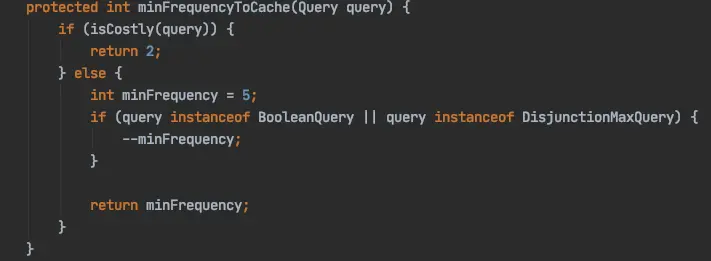 protected int minFrequencyToCache(Query query) {
    if (isCostly(query)) {
        return 2;
    } else {
        int minFrequency = 5;
        if (query instanceof BooleanQuery || query instanceof DisjunctionMaxQuery) {
            --minFrequency;
        }

        return minFrequency;
    }
}